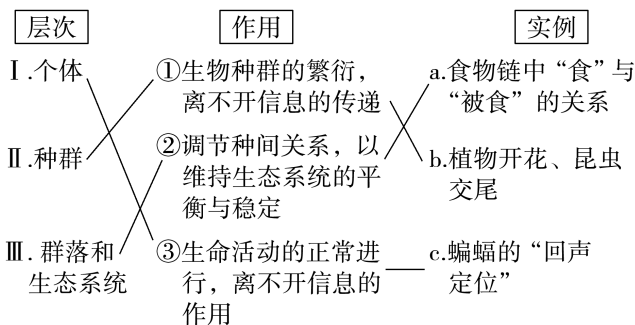 层次 作用 实例
Ⅰ.个体 ①生物种群的繁衍， a.食物链中“食”与
离不开信息的传递 “被食”的关系
Ⅱ.种群 ②调节种间关系，以 b.植物开花、昆虫
维持生态系统的平 交尾
衡与稳定
Ⅲ.群落和 ③生命活动的正常进 c.蝙蝠的“回声
生态系统 行，离不开信息的 定位”
作用